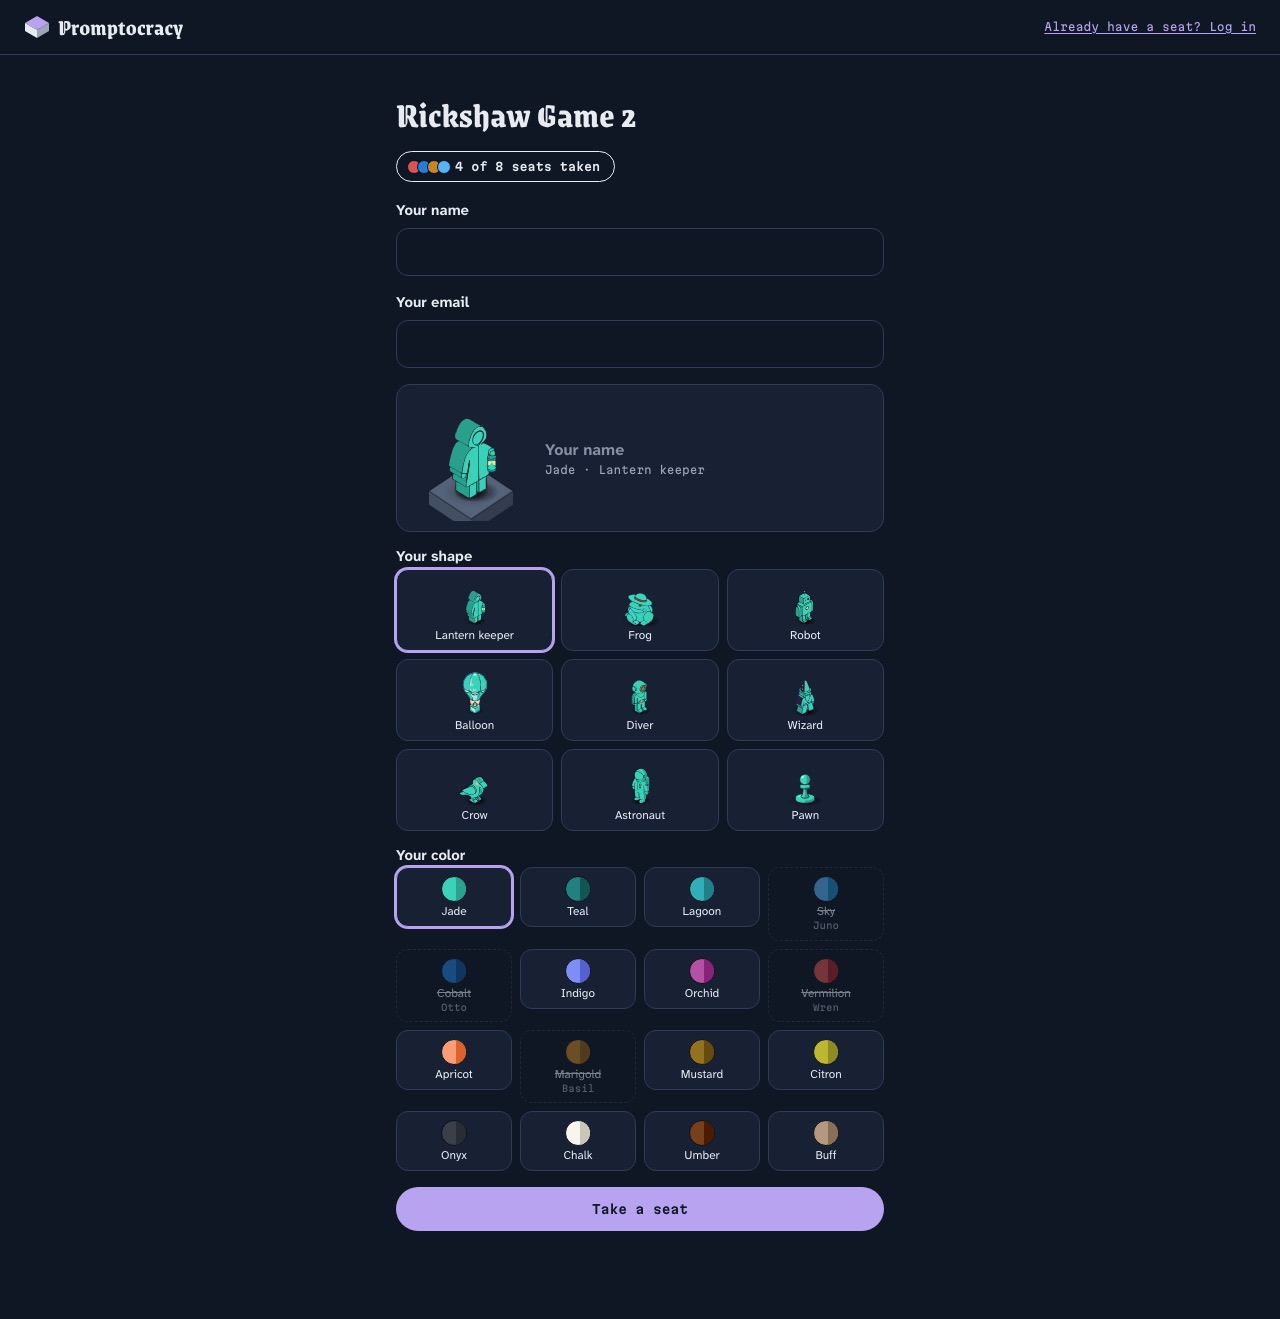 Promptocracy
Already have a seat? Log in
Rickshaw Game 2
4 of 8 seats taken
Your name
Your email
Your name
Jade · Lantern keeper
Your shape
Lantern keeper
Frog
Robot
Balloon
Diver
Wizard
Crow
Astronaut
Pawn
Your color
Jade
Teal
Lagoon
Sky
Juno
Cobalt
Otto
Indigo
Orchid
Vermilion
Wren
Apricot
Marigold
Basil
Mustard
Citron
Onyx
Chalk
Umber
Buff
Take a seat